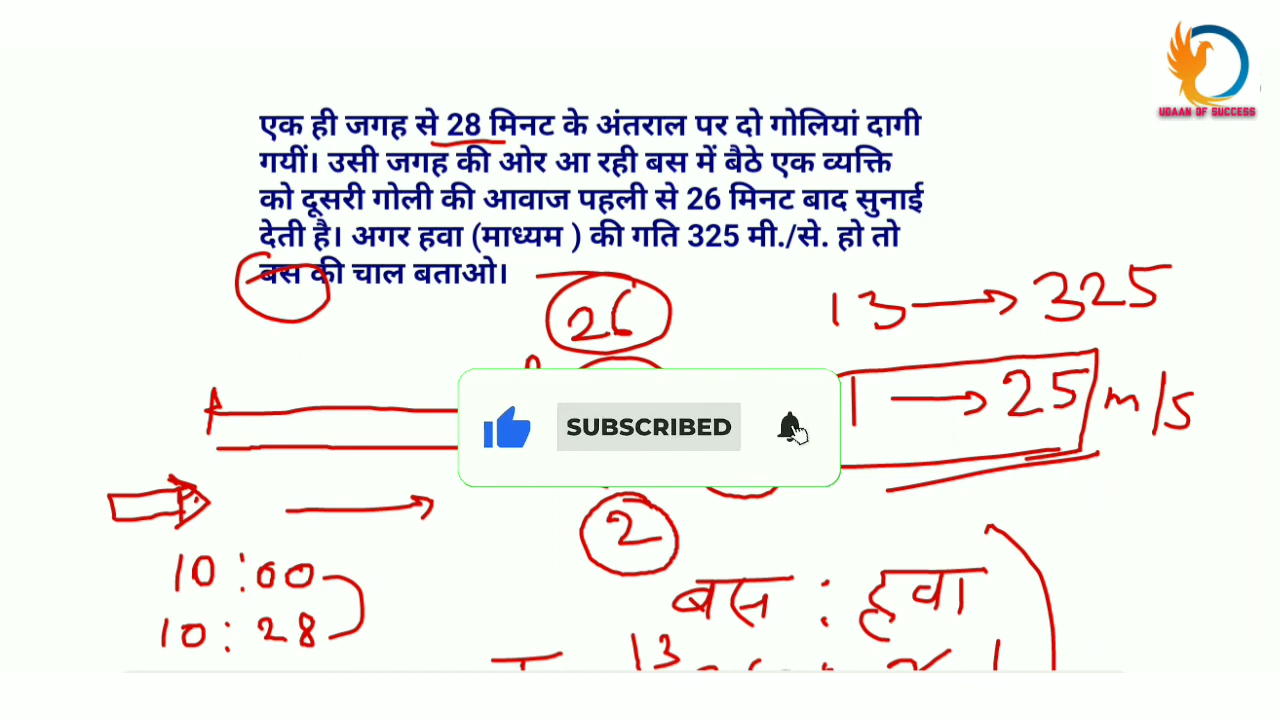 UDAAN OF SUCCESS
एक ही जगह से 28 मिनट के अंतराल पर दो गोलियां दागी
गयीं। उसी जगह की ओर आ रही बस में बैठे एक व्यक्ति
को दूसरी गोली की आवाज पहली से 26 मिनट बाद सुनाई
देती है। अगर हवा (माध्यम ) की गति 325 मी./से. हो तो
बस की चाल बताओ।
26
13 → 325
1 → 25 m/s
SUBSCRIBED
2
10:00
10:28
बस : हवा
13